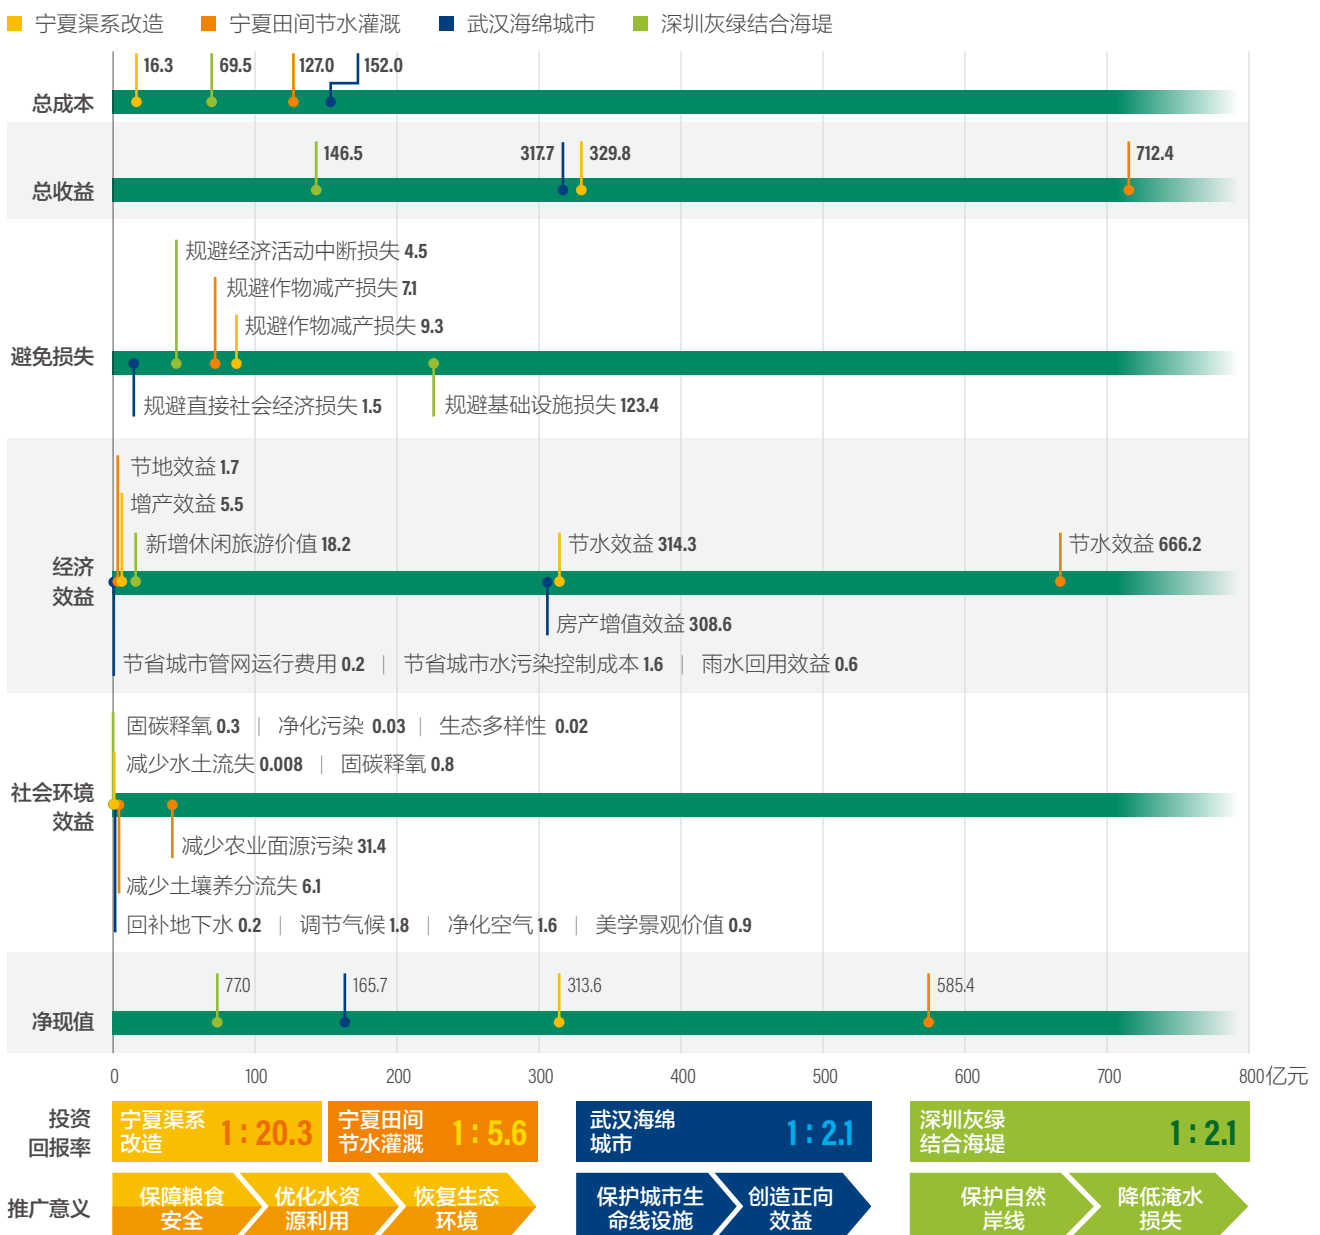 宁夏渠系改造 宁夏田间节水灌溉 武汉海绵城市 深圳灰绿结合海堤
16.3 69.5 127.0 152.0
总成本
146.5 317.7 329.8 712.4
总收益
规避经济活动中断损失 4.5
规避作物减产损失 7.1
规避作物减产损失 9.3
避免损失
规避直接社会经济损失 1.5 规避基础设施损失 123.4
节地效益 1.7
增产效益 5.5
新增休闲旅游价值 18.2 节水效益 314.3 节水效益 666.2
经济
效益
房产增值效益 308.6
节省城市管网运行费用 0.2 | 节省城市水污染控制成本 1.6 | 雨水回用效益 0.6
固碳释氧 0.3 | 净化污染 0.03 | 生态多样性 0.02
减少水土流失 0.008 | 固碳释氧 0.8
社会环境
效益
减少农业面源污染 31.4
减少土壤养分流失 6.1
回补地下水 0.2 | 调节气候 1.8 | 净化空气 1.6 | 美学景观价值 0.9
77.0 165.7 313.6 585.4
净现值
0 100 200 300 400 500 600 700 800亿元
投资
回报率
宁夏渠系
改造
1：20.3
宁夏田间
节水灌溉
1：5.6
武汉海绵
城市
1：2.1
深圳灰绿
结合海堤
1：2.1
推广意义
保障粮食
安全
优化水资
源利用
恢复生态
环境
保护城市生
命线设施
创造正向
效益
保护自然
岸线
降低淹水
损失